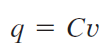 q = Cv